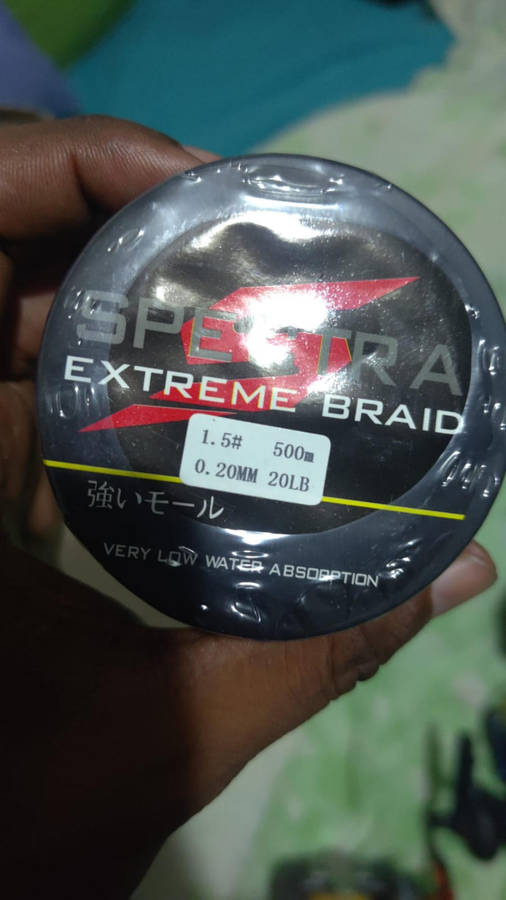 SPECTRA
EXTREME BRAID
1.5# 500m
0.20MM 20LB
強いモール
VERY LOW WATER ABSORPTION